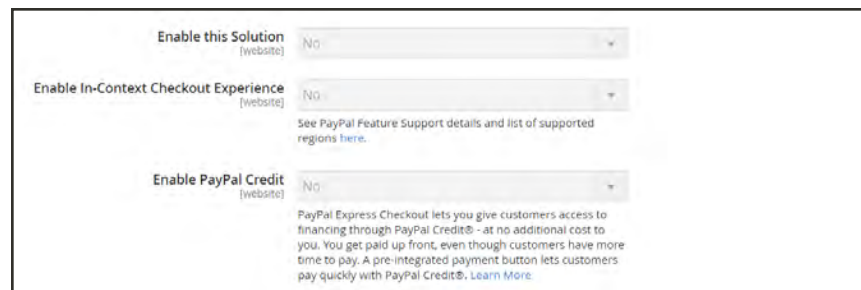 Enable this Solution
[website]
No
Enable In-Context Checkout Experience
[website]
No
See PayPal Feature Support details and list of supported
regions here.
Enable PayPal Credit
[website]
No
PayPal Express Checkout lets you give customers access to
financing through PayPal Credit® - at no additional cost to
you. You get paid up front, even though customers have more
time to pay. A pre-integrated payment button lets customers
pay quickly with PayPal Credit®. Learn More